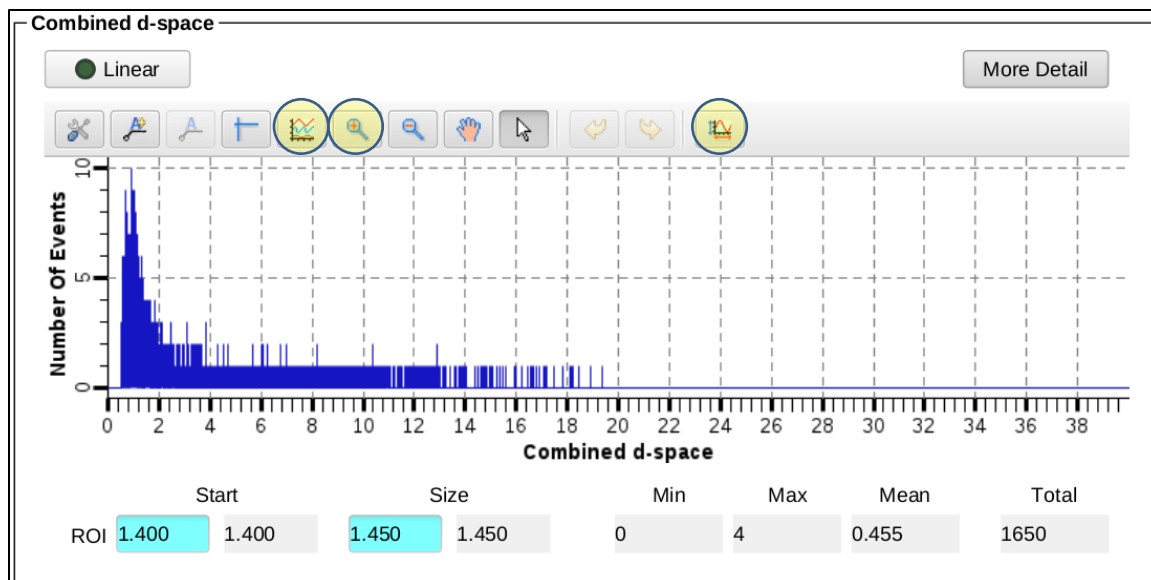 Combined d-space
Linear
More Detail
10
5
0
Number Of Events
0 2 4 6 8 10 12 14 16 18 20 22 24 26 28 30 32 34 36 38
Combined d-space
Start Size Min Max Mean Total
ROI 1.400 1.400 1.450 1.450 0 4 0.455 1650